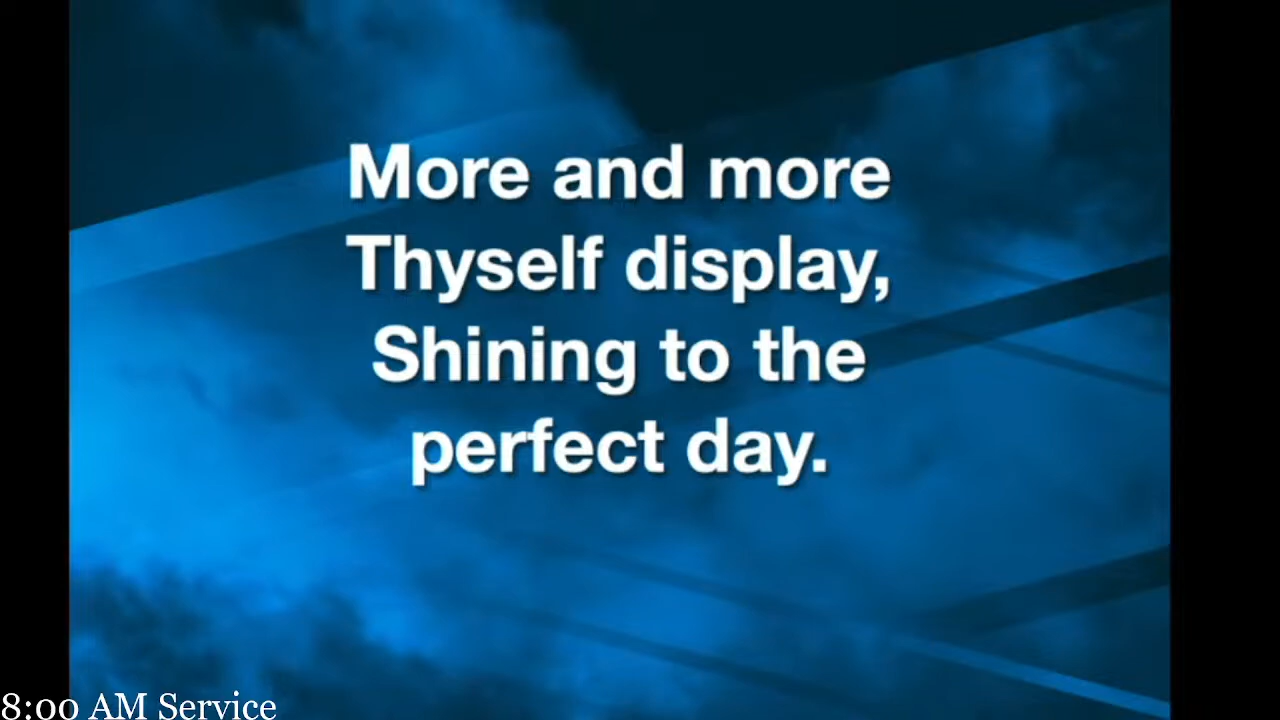 More and more
Thyself display,
Shining to the
perfect day.
8:00 AM Service